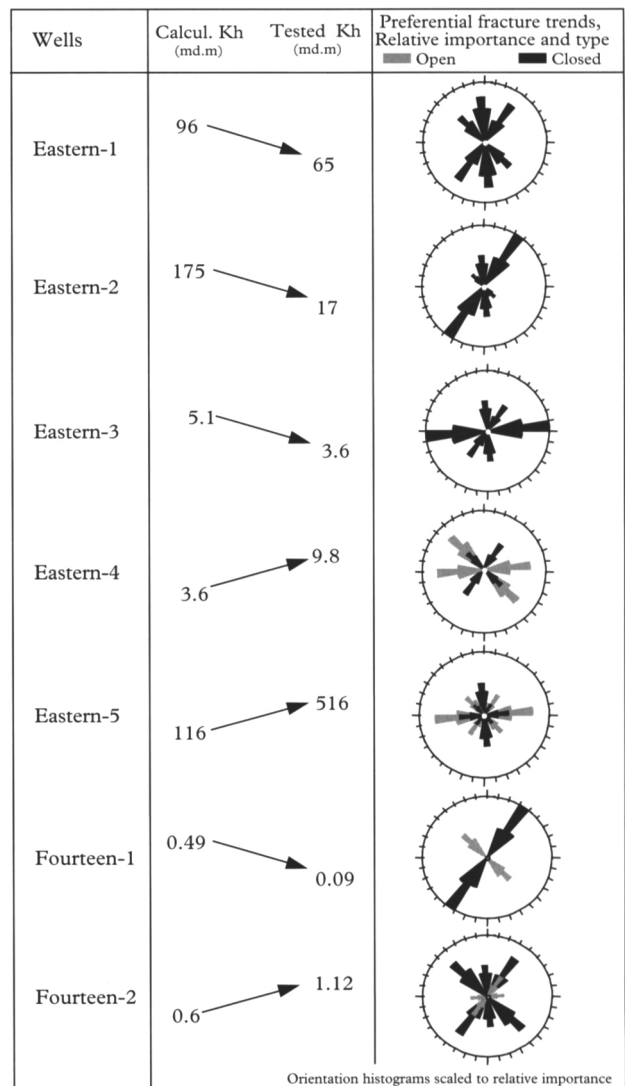 Wells
Calcul. Kh
(md.m)
Tested Kh
(md.m)
Preferential fracture trends,
Relative importance and type
Open
Closed
Eastern-1
96
65
Eastern-2
175
17
Eastern-3
5.1
3.6
Eastern-4
3.6
9.8
Eastern-5
116
516
Fourteen-1
0.49
0.09
Fourteen-2
0.6
1.12
Orientation histograms scaled to relative importance